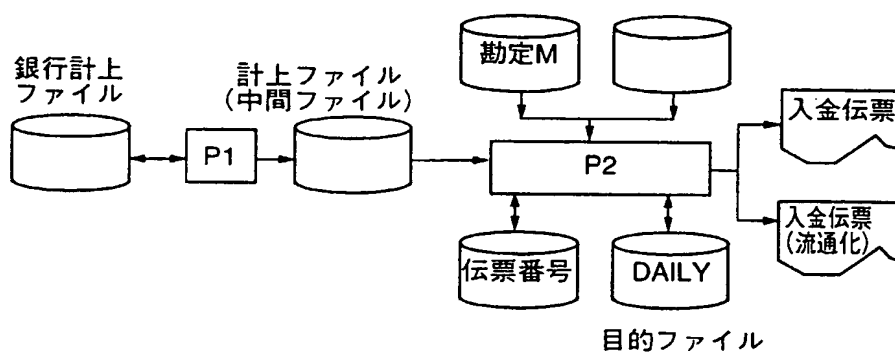 銀行計上
ファイル
P1
計上ファイル
(中間ファイル)
勘定M
P2
伝票番号
DAILY
目的ファイル
入金伝票
入金伝票
(流通化)